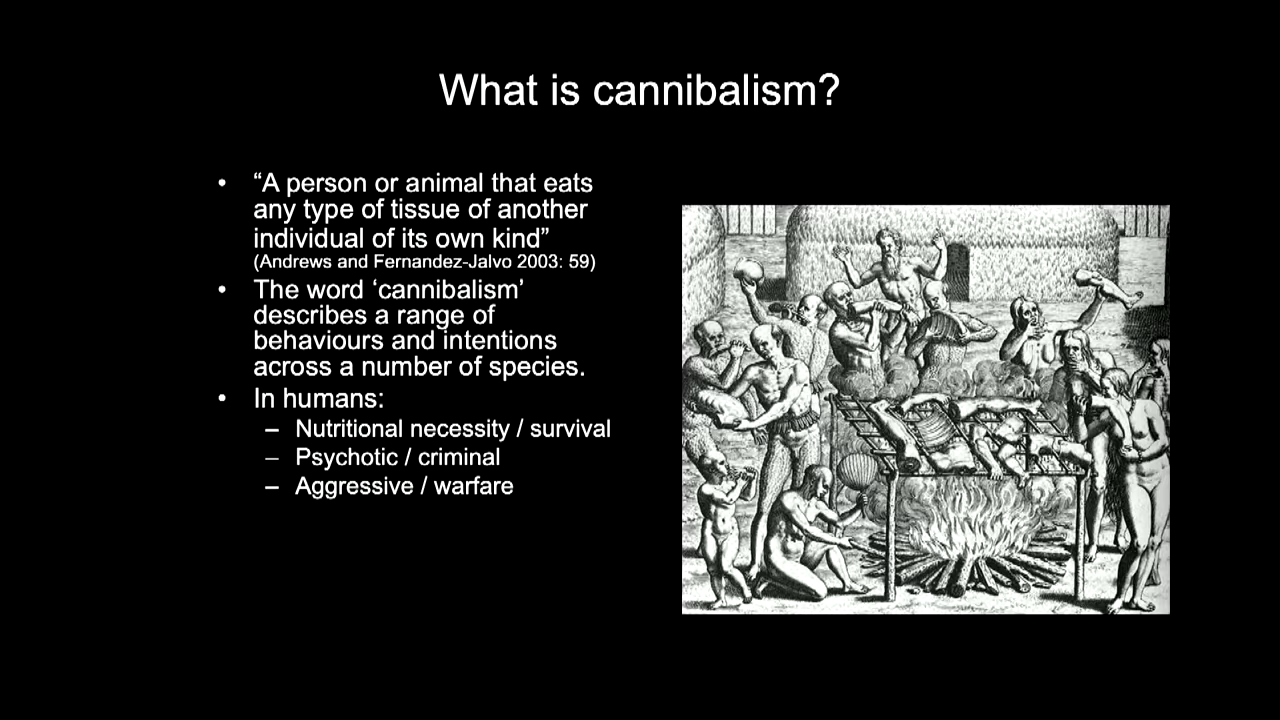 What is cannibalism?
• “A person or animal that eats
any type of tissue of another
individual of its own kind”
(Andrews and Fernandez-Jalvo 2003: 59)
• The word ‘cannibalism’
describes a range of
behaviours and intentions
across a number of species.
• In humans:
– Nutritional necessity / survival
– Psychotic / criminal
– Aggressive / warfare